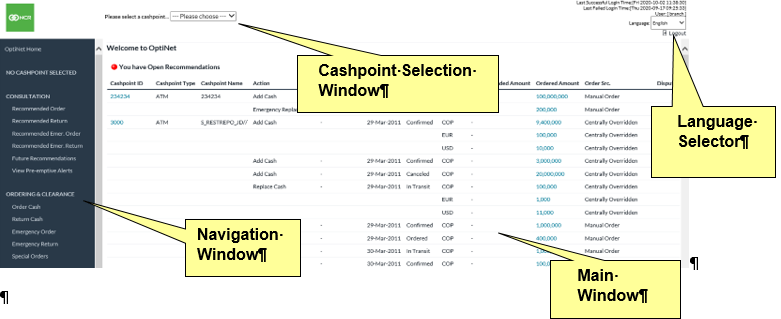 Last Successful Login Time:[Fri 2020-10-02 11:38:30]
Last Failed Login Time:[Thu 2020-09-17 09:25:33]
User: [branch]
NCR
Please select a cashpoint... --- Please choose ---
Language: English
Logout
OptiNet Home
Welcome to OptiNet
NO CASHPOINT SELECTED
You have Open Recommendations
Cashpoint ID Cashpoint Type Cashpoint Name Action Amount Ordered Amount Order Src. Disp
CONSULTATION
Recommended Order
Recommended Return
Recommended Emer. Order
Recommended Emer. Return
Future Recommendations
View Pre-emptive Alerts
ORDERING & CLEARANCE
Order Cash
Return Cash
Emergency Order
Emergency Return
Special Orders
234234 ATM 234234 Add Cash 100,000,000 Manual Order
Emergency Repla 200,000 Manual Order
3000 ATM S_RESTREPO_JD// Add Cash - 29-Mar-2011 Confirmed COP - 9,400,000 Centrally Overridden
EUR - 100,000 Centrally Overridden
USD - 10,000 Centrally Overridden
Add Cash - 29-Mar-2011 Confirmed COP - 3,000,000 Centrally Overridden
Add Cash - 29-Mar-2011 Canceled COP - 20,000,000 Centrally Overridden
Replace Cash - 29-Mar-2011 In Transit COP - 100,000 Centrally Overridden
EUR - 1,000 Centrally Overridden
USD - 11,000 Centrally Overridden
- 29-Mar-2011 Confirmed COP - 1,000,000 Manual Order
- 29-Mar-2011 Ordered COP - 400,000 Manual Order
- 30-Mar-2011 In Transit COP Manual Order
- 30-Mar-2011 Confirmed COP 100, Centrally Overridden
Cashpoint·Selection·
Window¶
Language·
Selector¶
Navigation·
Window¶
Main·
Window¶
¶
¶